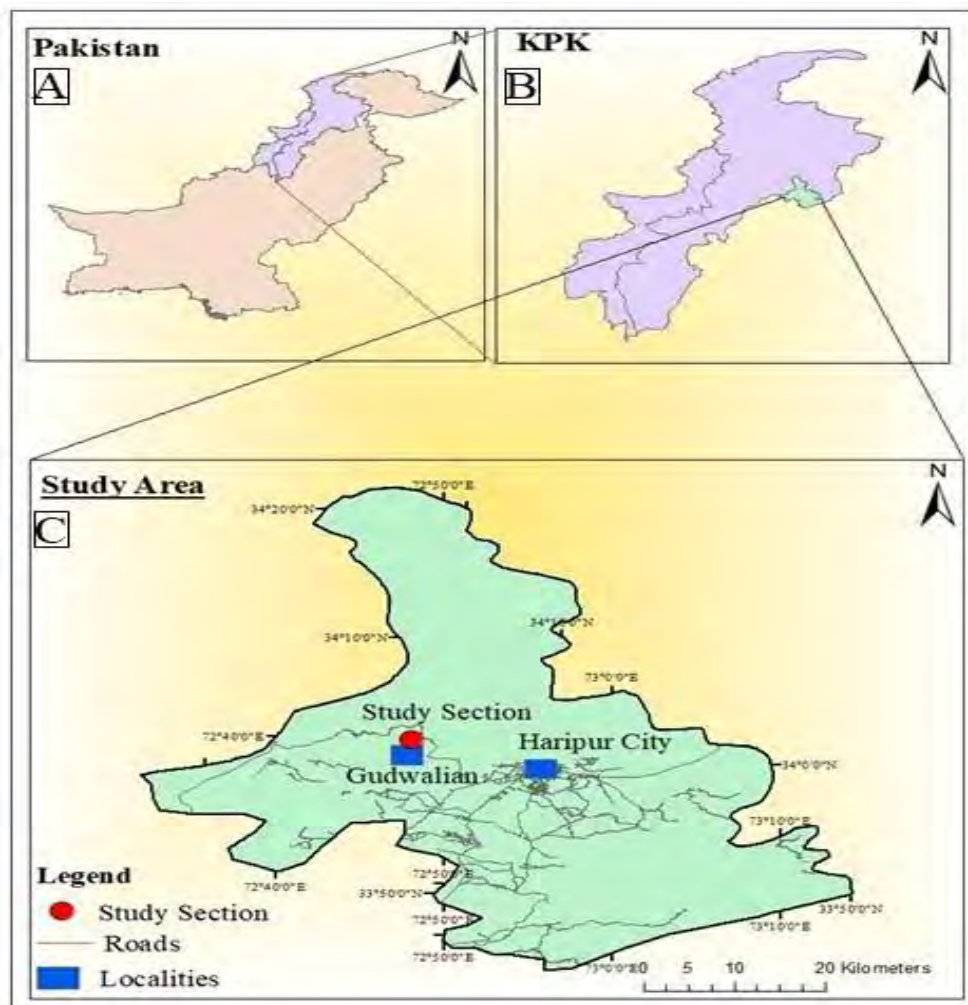 Pakistan
N
A
KPK
N
B
Study Area
N
C
72°50'0"E
34°20'0"N
34°10'0"N
34°10'0"N
73°0'0"E
Study Section
72°40'0"E
Haripur City
Gudwalian
34°0'0"N
73°10'0"E
Legend
72°40'0"E
72°50'0"E
33°50'0"N
33°50'0"N
Study Section
72°50'0"E
73°10'0"E
Roads
72°50'0"E
73°0'0"E
0 5 10 20 Kilometers
Localities